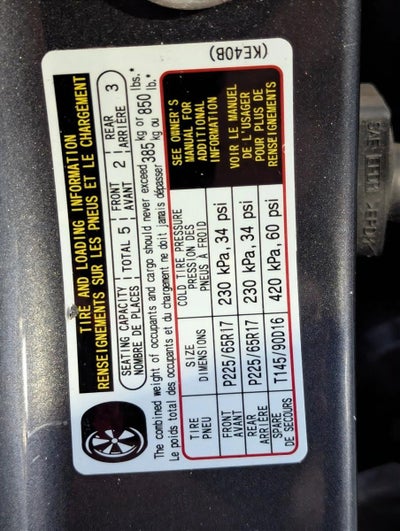 TIRE AND LOADING INFORMATION
RENSEIGNEMENTS SUR LES PNEUS ET LE CHARGEMENT
SEATING CAPACITY TOTAL 5 FRONT 2 REAR 3
NOMBRE DE PLACES AVANT ARRIÈRE
The combined weight of occupants and cargo should never exceed 385 kg or 850 lbs.*
Le poids total des occupants et du chargement ne doit jamais dépasser kg ou lb.*
TIRE SIZE COLD TIRE PRESSURE
PNEU DIMENSIONS PRESSION DES
PNEUS À FROID
FRONT P225/65R17 230 kPa, 34 psi
AVANT
REAR P225/65R17 230 kPa, 34 psi
ARRIÈRE
SPARE T145/90D16 420 kPa, 60 psi
DE SECOURS
SEE OWNER'S
MANUAL FOR
ADDITIONAL
INFORMATION
VOIR LE MANUEL
DE L'USAGER
POUR PLUS DE
RENSEIGNEMENTS
(KE40B)